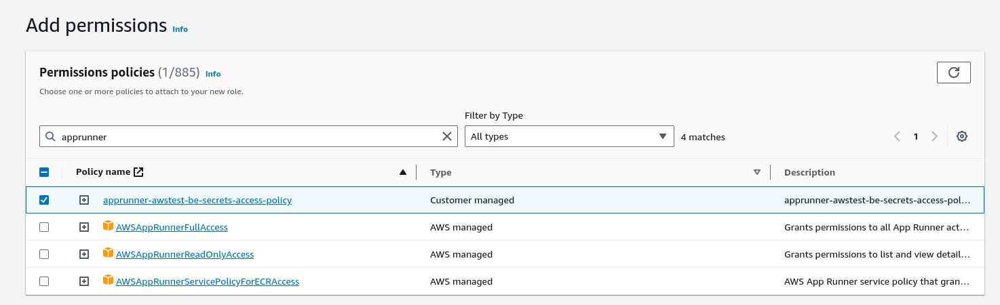 Add permissions Info
Permissions policies (1/885) Info
Choose one or more policies to attach to your new role.
Filter by Type
apprunner All types 4 matches 1
Policy name Type Description
apprunner-awstest-be-secrets-access-policy Customer managed apprunner-awstest-be-secrets-access-pol...
AWSAppRunnerFullAccess AWS managed Grants permissions to all App Runner act...
AWSAppRunnerReadOnlyAccess AWS managed Grants permissions to list and view detail...
AWSAppRunnerServicePolicyForECRAccess AWS managed AWS App Runner service policy that gran...